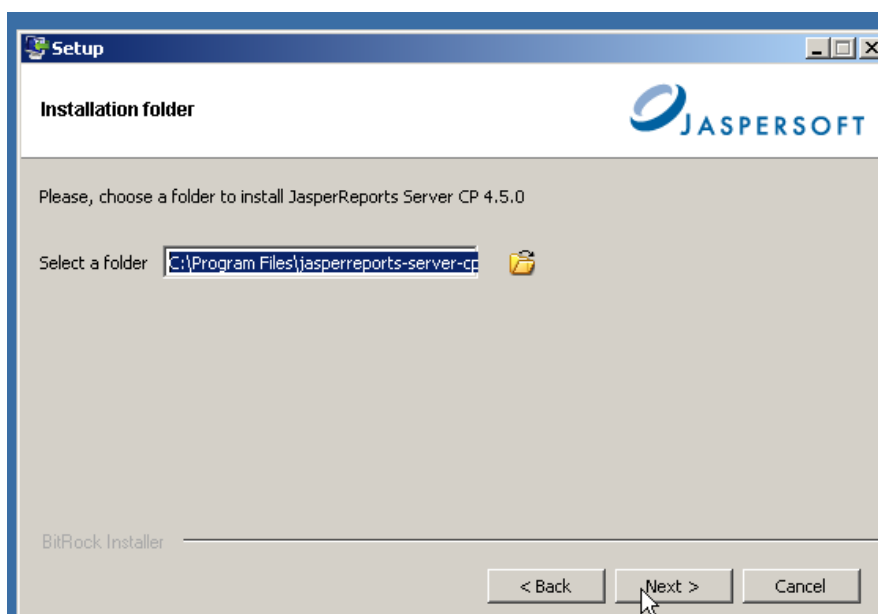 Setup
Installation folder
JASPERSOFT
Please, choose a folder to install JasperReports Server CP 4.5.0
Select a folder C:\Program Files\jasperreports-server-cp
BitRock Installer
< Back Next > Cancel